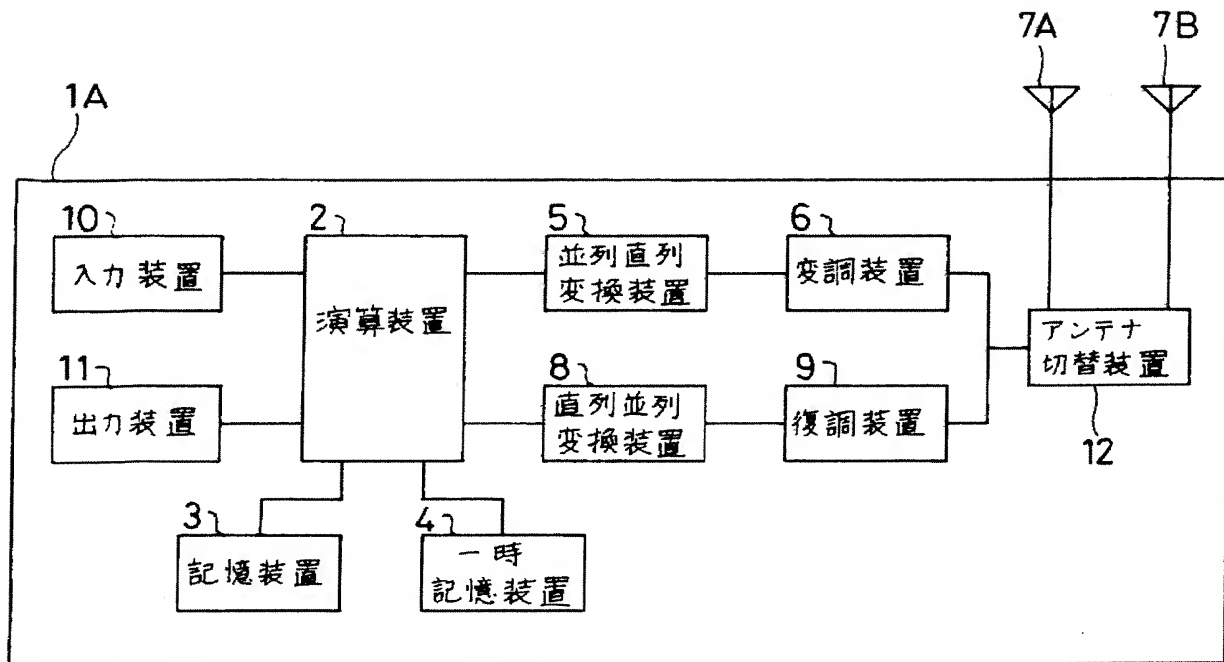 7A
7B
1A
10
入力装置
2
演算装置
5
並列直列
変換装置
6
変調装置
アンテナ
切替装置
12
11
出力装置
8
直列並列
変換装置
9
復調装置
3
記憶装置
4
一時
記憶装置